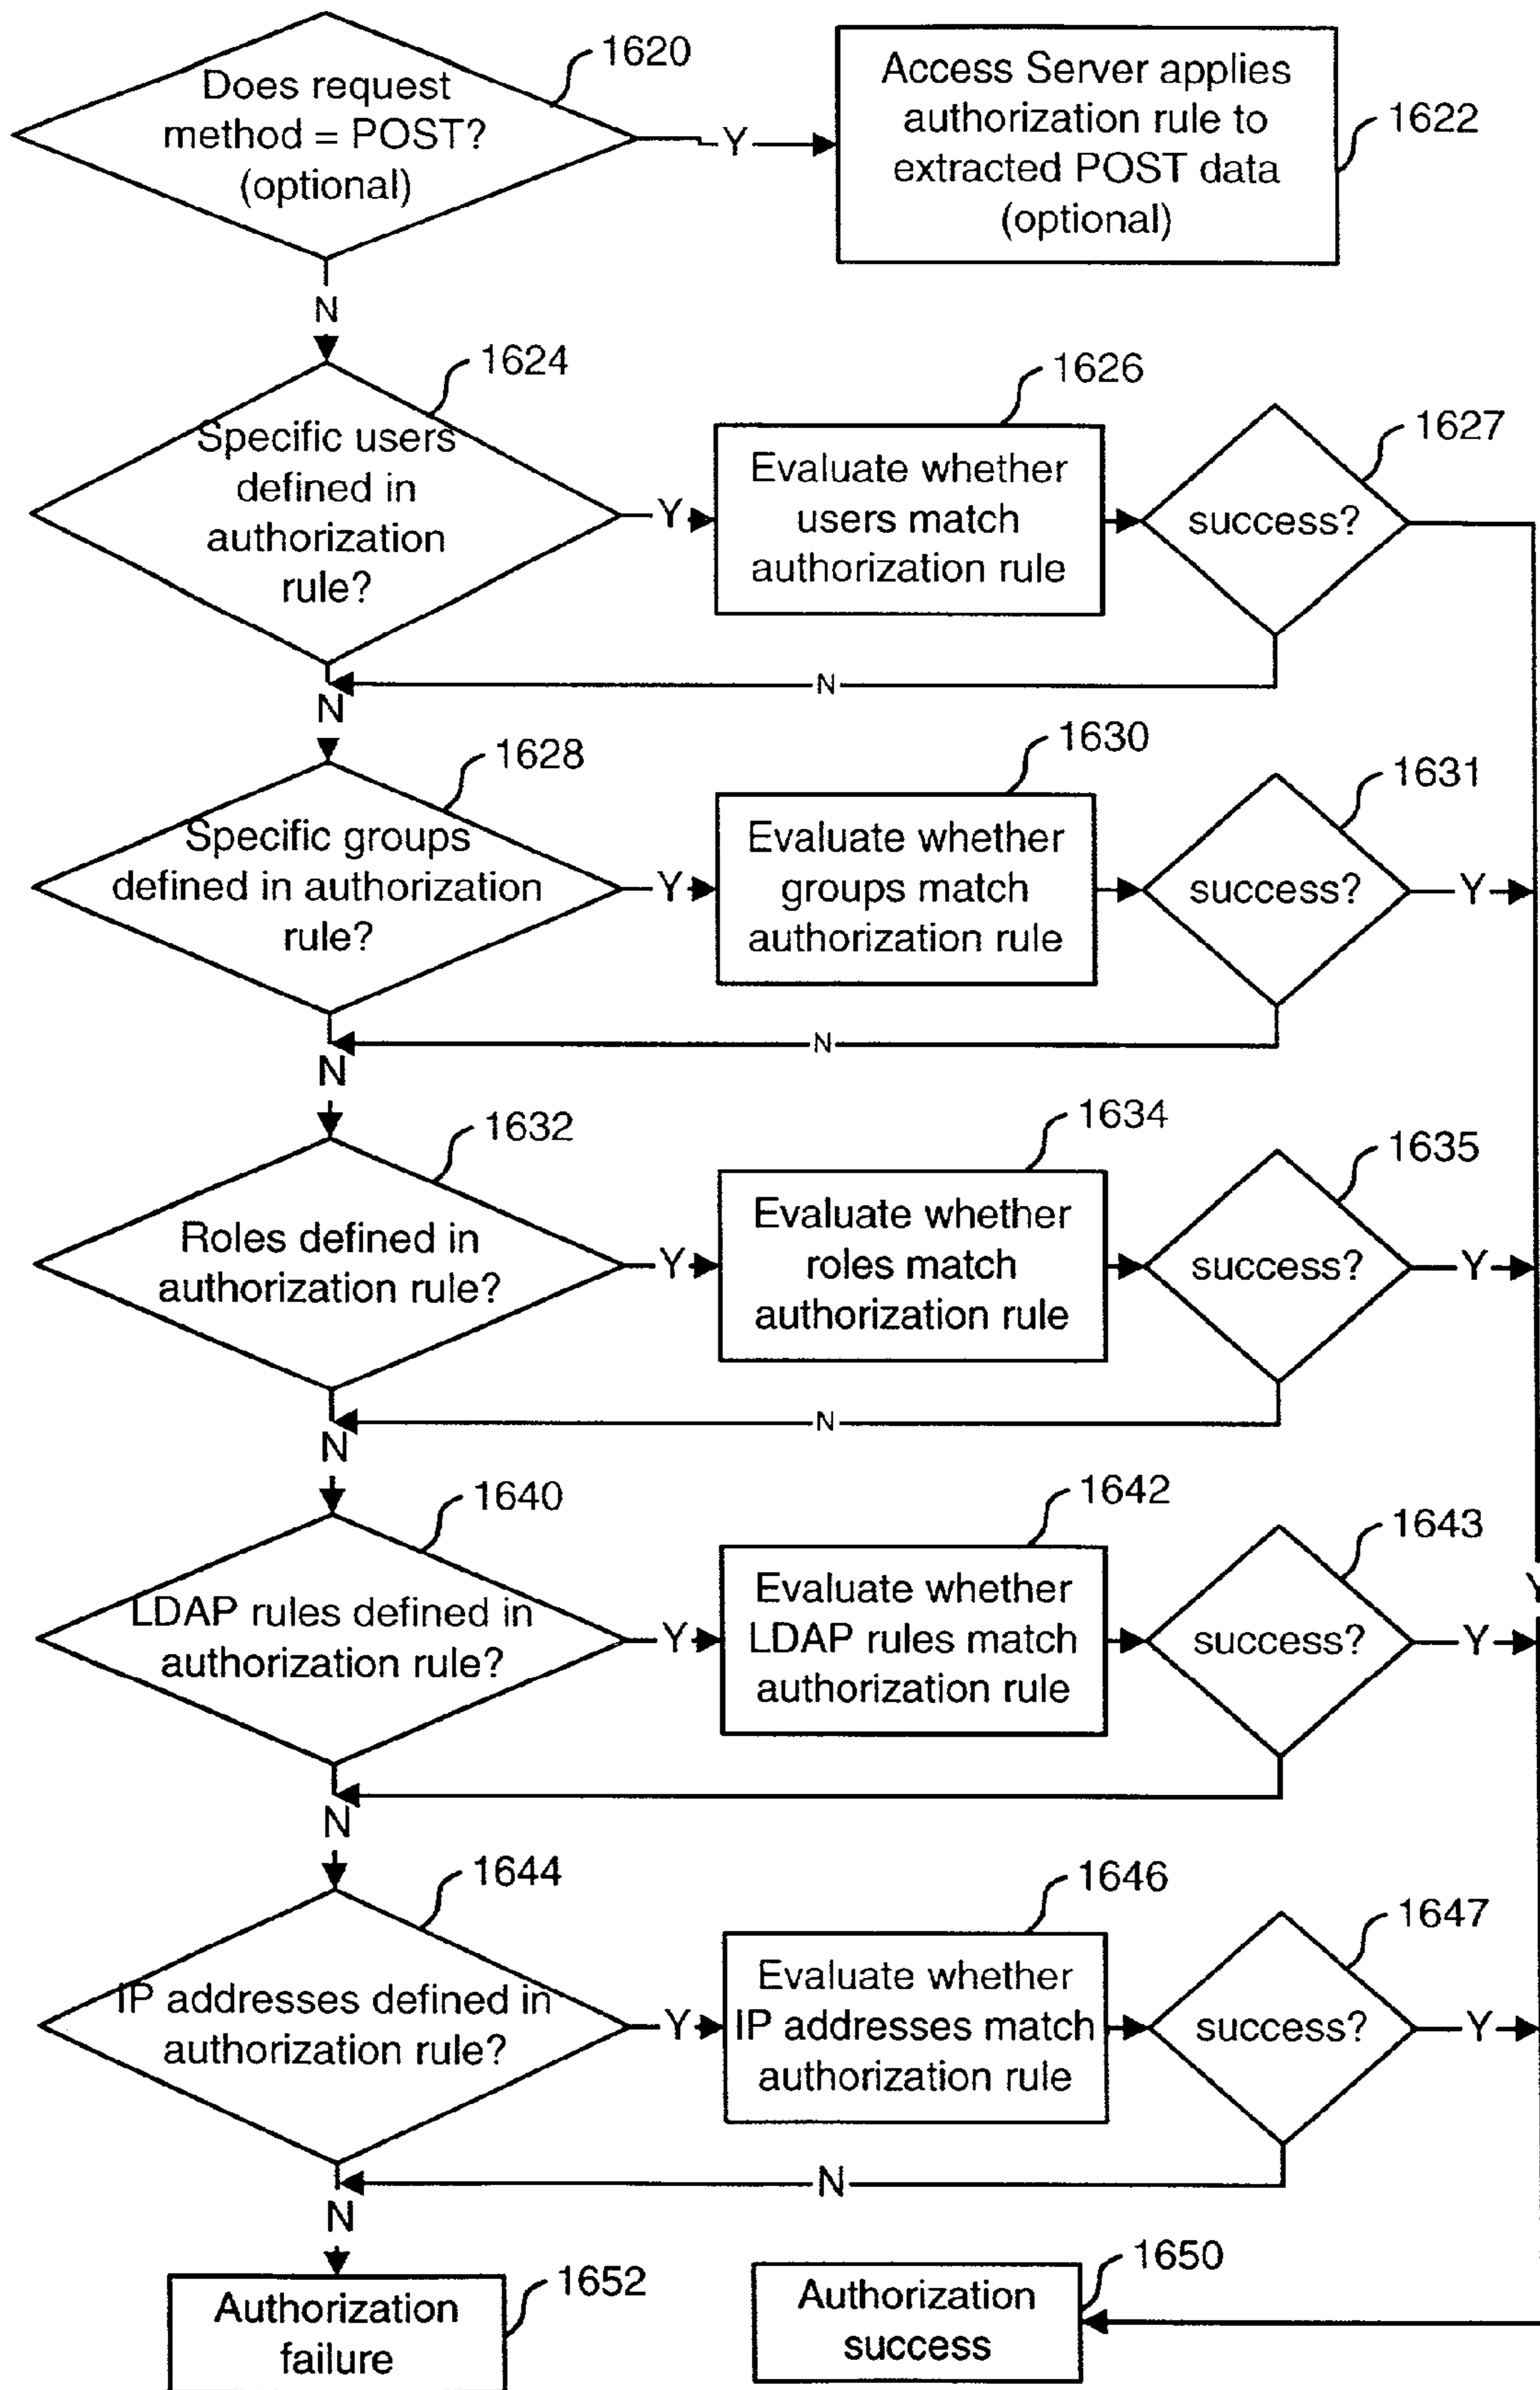 Does request
method = POST?
(optional)
1620
Y
Access Server applies
authorization rule to
extracted POST data
(optional)
1622
N
Specific users
defined in
authorization
rule?
1624
Y
Evaluate whether
users match
authorization rule
1626
success?
1627
N
N
Specific groups
defined in authorization
rule?
1628
Y
Evaluate whether
groups match
authorization rule
1630
success?
1631
Y
N
N
Roles defined in
authorization rule?
1632
Y
Evaluate whether
roles match
authorization rule
1634
success?
1635
Y
N
N
LDAP rules defined in
authorization rule?
1640
Y
Evaluate whether
LDAP rules match
authorization rule
1642
success?
1643
Y
Y
N
IP addresses defined in
authorization rule?
1644
Y
Evaluate whether
IP addresses match
authorization rule
1646
success?
1647
Y
N
N
Authorization
failure
1652
Authorization
success
1650